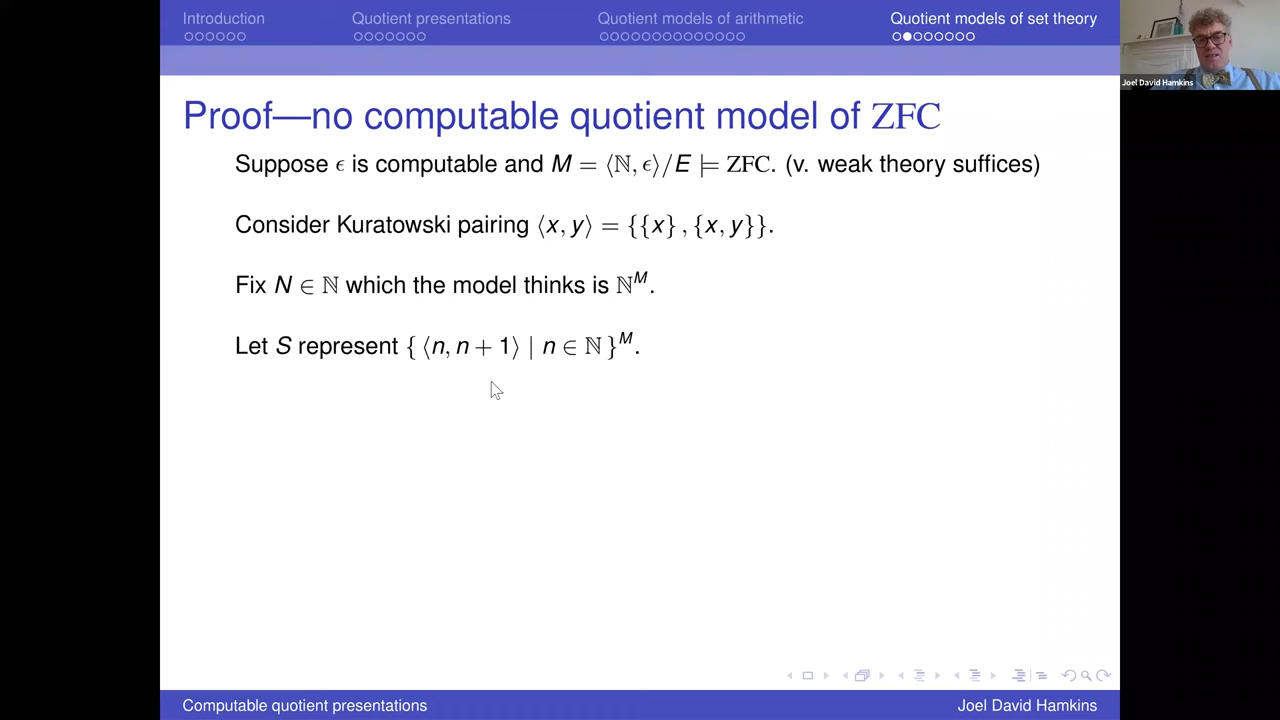 Introduction Quotient presentations Quotient models of arithmetic Quotient models of set theory
Joel David Hamkins
Proof—no computable quotient model of ZFC
Suppose ϵ is computable and M = ⟨ℕ, ϵ⟩/E ⊨ ZFC. (v. weak theory suffices)
Consider Kuratowski pairing ⟨x, y⟩ = {{x} , {x, y}}.
Fix N ∈ ℕ which the model thinks is ℕᴹ.
Let S represent { ⟨n, n + 1⟩ | n ∈ ℕ }ᴹ.
Computable quotient presentations Joel David Hamkins